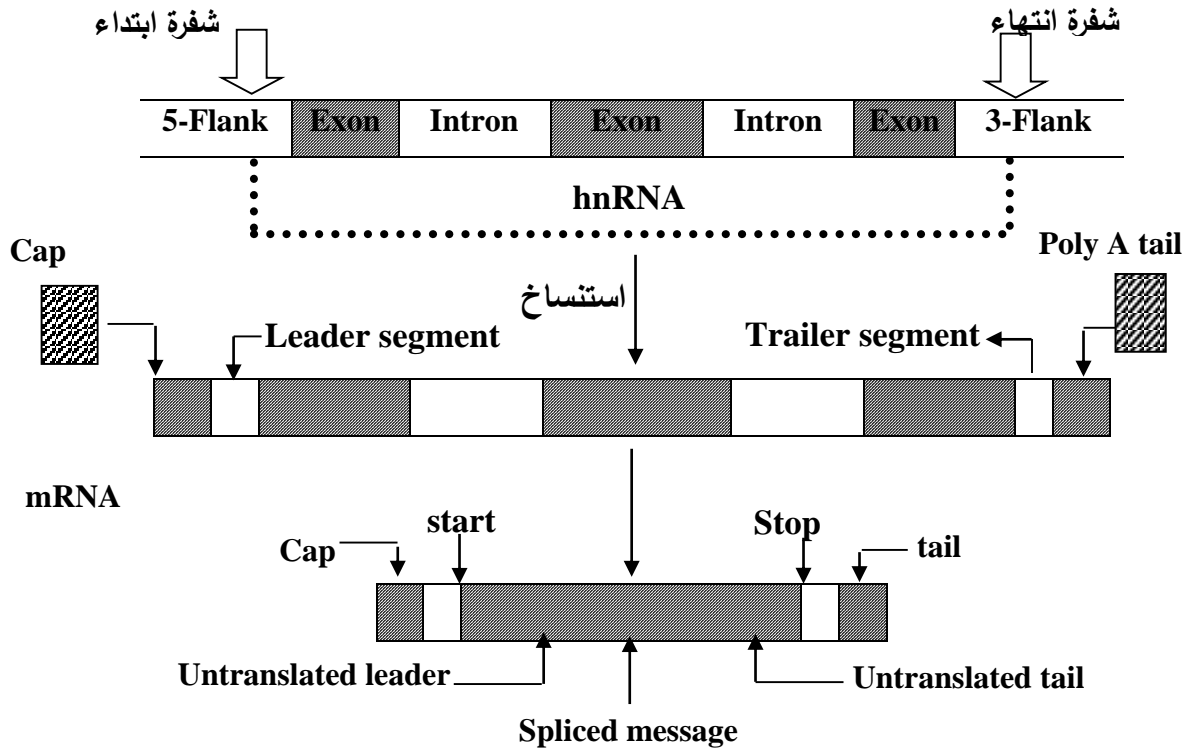 شفرة ابتداء
شفرة انتهاء
5-Flank Exon Intron Exon Intron Exon 3-Flank
hnRNA
Cap
Poly A tail
استنساخ
Leader segment
Trailer segment
mRNA
start
Stop
Cap
tail
Untranslated leader
Untranslated tail
Spliced message